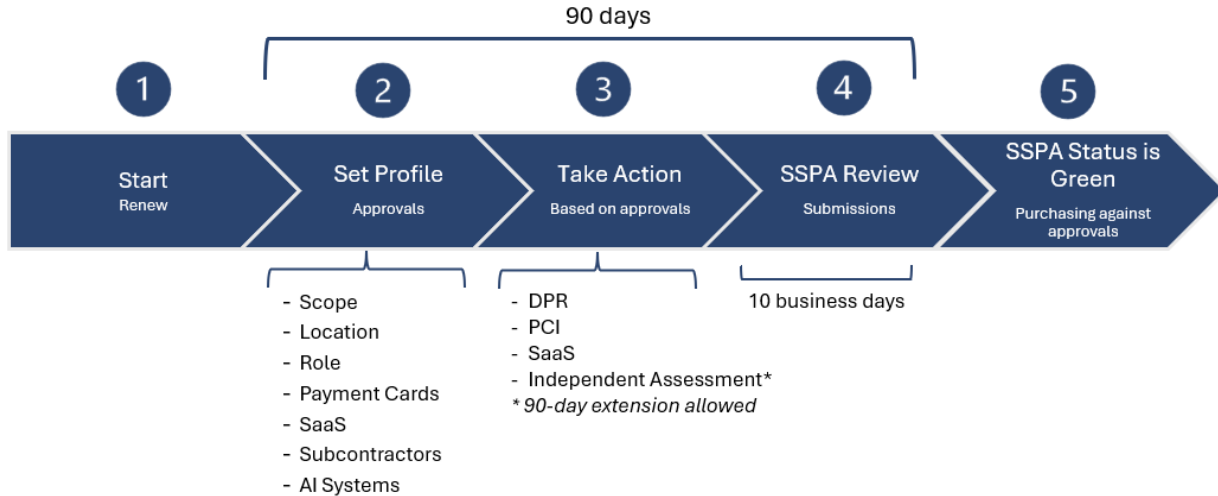 90 days
1
2
3
4
5
Start
Renew
Set Profile
Approvals
Take Action
Based on approvals
SSPA Review
Submissions
SSPA Status is
Green
Purchasing against
approvals
- Scope
- Location
- Role
- Payment Cards
- SaaS
- Subcontractors
- AI Systems
- DPR
- PCI
- SaaS
- Independent Assessment*
* 90-day extension allowed
10 business days